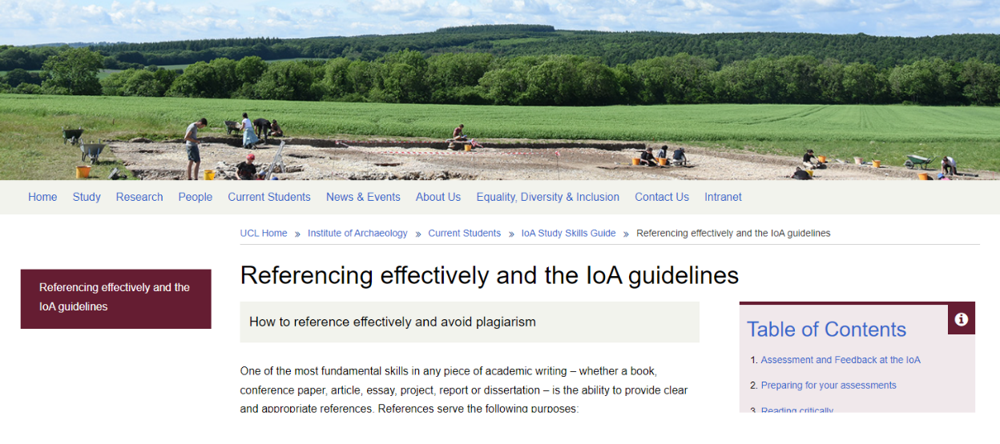 Home Study Research People Current Students News & Events About Us Equality, Diversity & Inclusion Contact Us Intranet
UCL Home » Institute of Archaeology » Current Students » IoA Study Skills Guide » Referencing effectively and the IoA guidelines
Referencing effectively and the
IoA guidelines
Referencing effectively and the IoA guidelines
How to reference effectively and avoid plagiarism
One of the most fundamental skills in any piece of academic writing – whether a book,
conference paper, article, essay, project, report or dissertation – is the ability to provide clear
and appropriate references. References serve the following purposes:
Table of Contents
1. Assessment and Feedback at the IoA
2. Preparing for your assessments
3. Reading critically